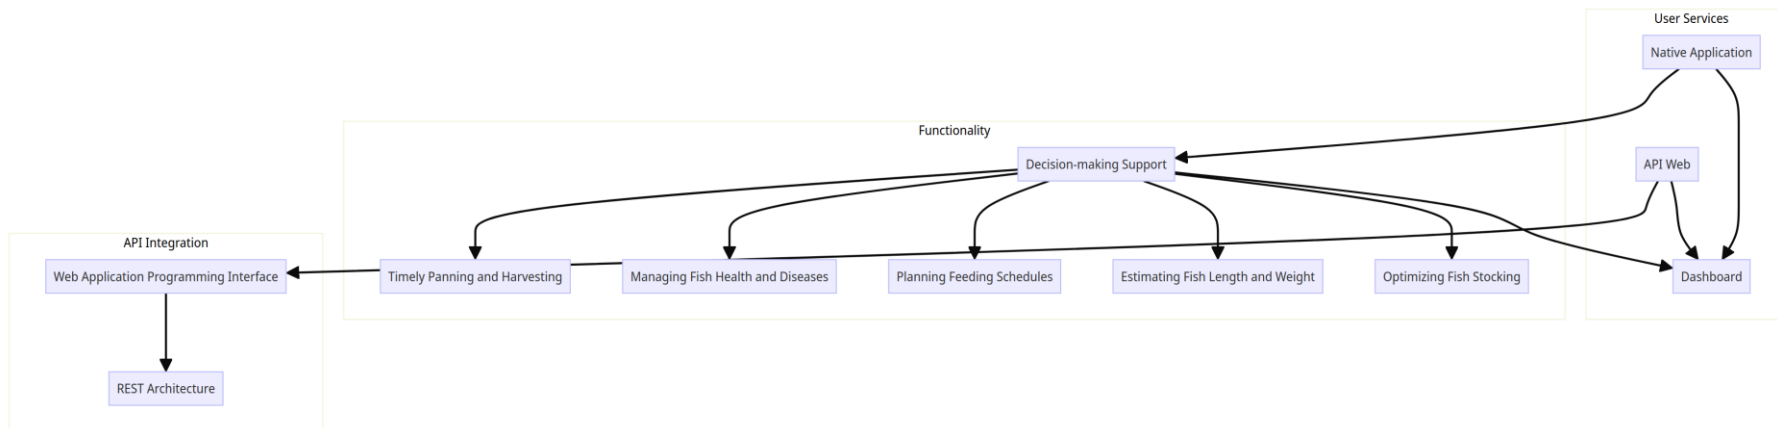 User Services
Native Application
Functionality
Decision-making Support
API Web
API Integration
Web Application Programming Interface
Timely Panning and Harvesting
Managing Fish Health and Diseases
Planning Feeding Schedules
Estimating Fish Length and Weight
Optimizing Fish Stocking
Dashboard
REST Architecture